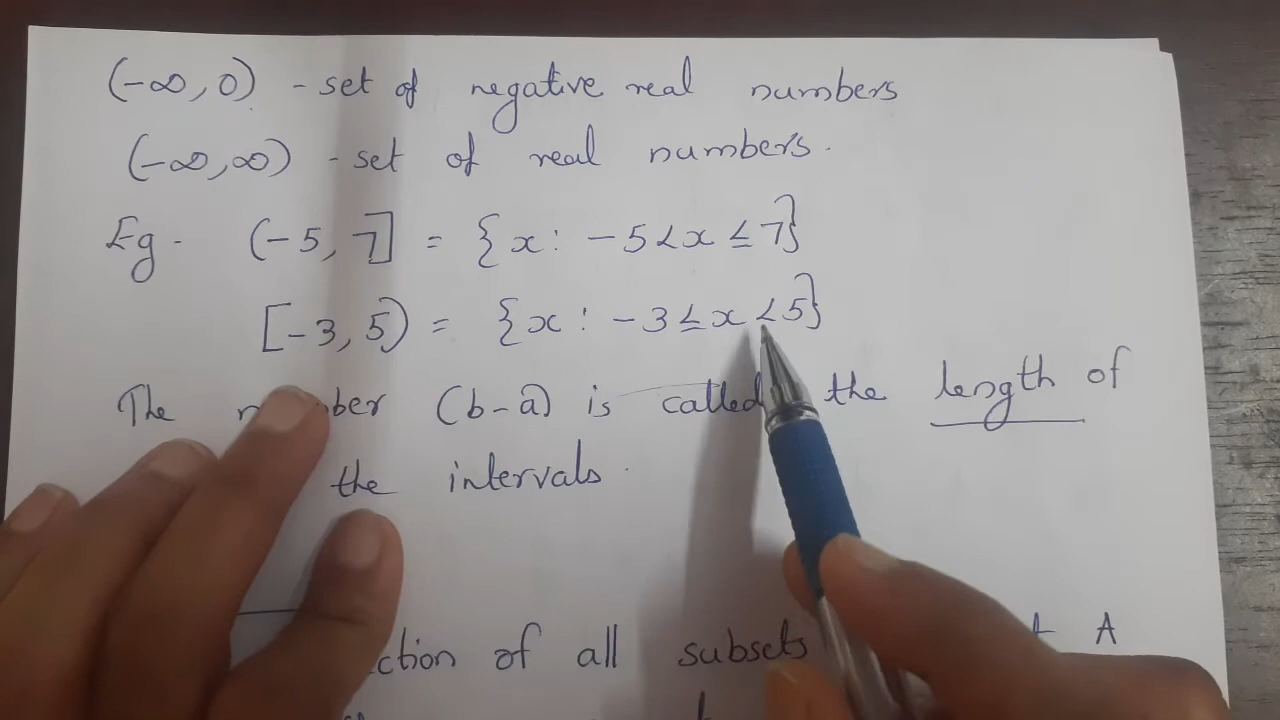 (-∞, 0) - set of negative real numbers
(-∞, ∞) - set of real numbers.
Eg. (-5, 7] = {x : -5 < x ≤ 7}
[-3, 5) = {x : -3 ≤ x < 5}
The (b-a) is called the length of
the intervals.
of all subsets A